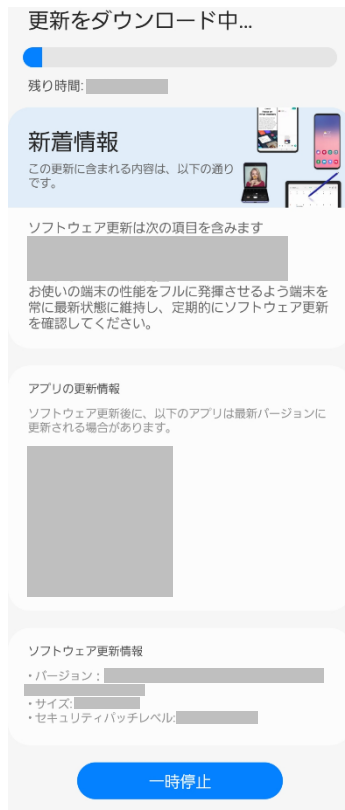 更新をダウンロード中...
残り時間:
新着情報
この更新に含まれる内容は、以下の通り
です。
ソフトウェア更新は次の項目を含みます
お使いの端末の性能をフルに発揮させるよう端末を
常に最新状態に維持し、定期的にソフトウェア更新
を確認してください。
アプリの更新情報
ソフトウェア更新後に、以下のアプリは最新バージョンに
更新される場合があります。
ソフトウェア更新情報
・バージョン：
・サイズ:
・セキュリティパッチレベル:
一時停止